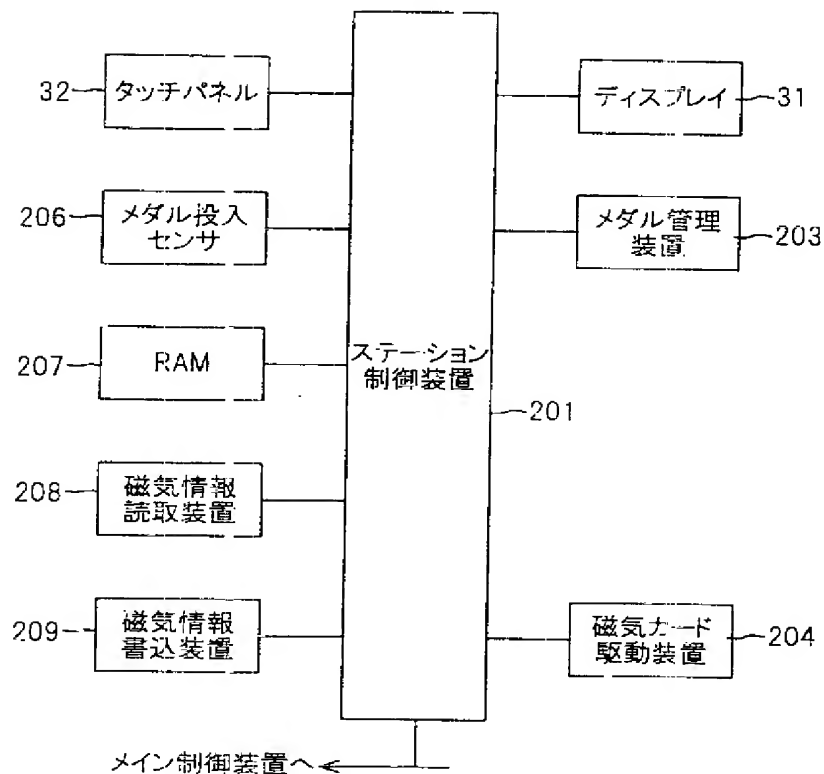 32
タッチパネル
ディスプレイ
31
206
メダル投入
センサ
メダル管理
装置
203
207
RAM
ステーション
制御装置
201
208
磁気情報
読取装置
209
磁気情報
書込装置
磁気カード
駆動装置
204
メイン制御装置へ